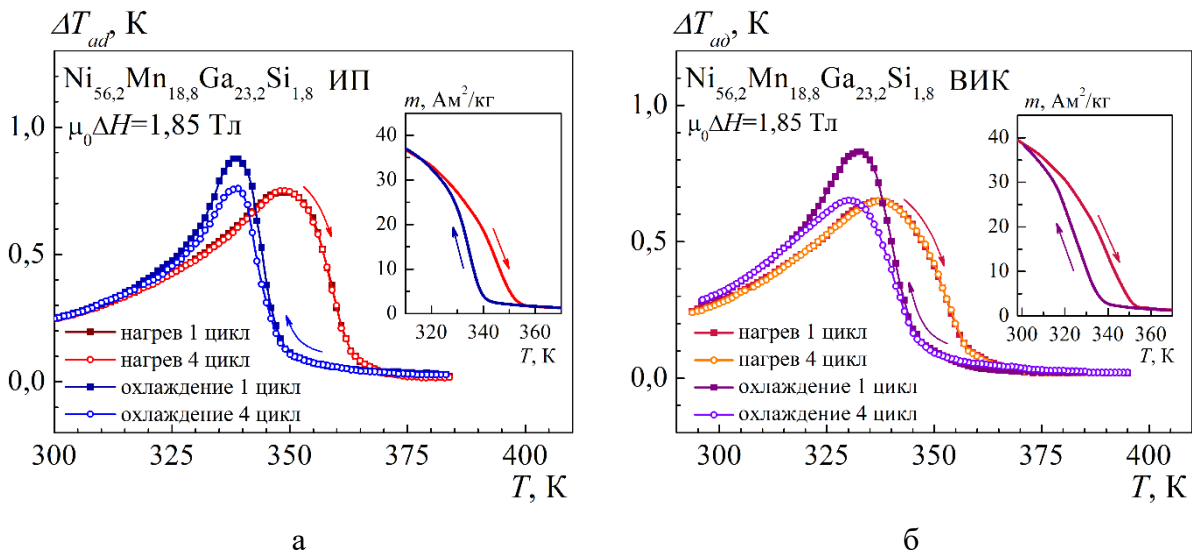 ΔT_ad, К
Ni56,2Mn18,8Ga23,2Si1,8 ИП
μ0ΔH=1,85 Тл
m, Ам²/кг
40
30
20
10
0
320 340 360
T, К
1,0
0,5
0,0
нагрев 1 цикл
нагрев 4 цикл
охлаждение 1 цикл
охлаждение 4 цикл
300 325 350 375 400
T, К
а
ΔT_ад, К
Ni56,2Mn18,8Ga23,2Si1,8 ВИК
μ0ΔH=1,85 Тл
m, Ам²/кг
40
30
20
10
0
300 320 340 360
T, К
1,0
0,5
0,0
нагрев 1 цикл
нагрев 4 цикл
охлаждение 1 цикл
охлаждение 4 цикл
300 325 350 375 400
T, К
б